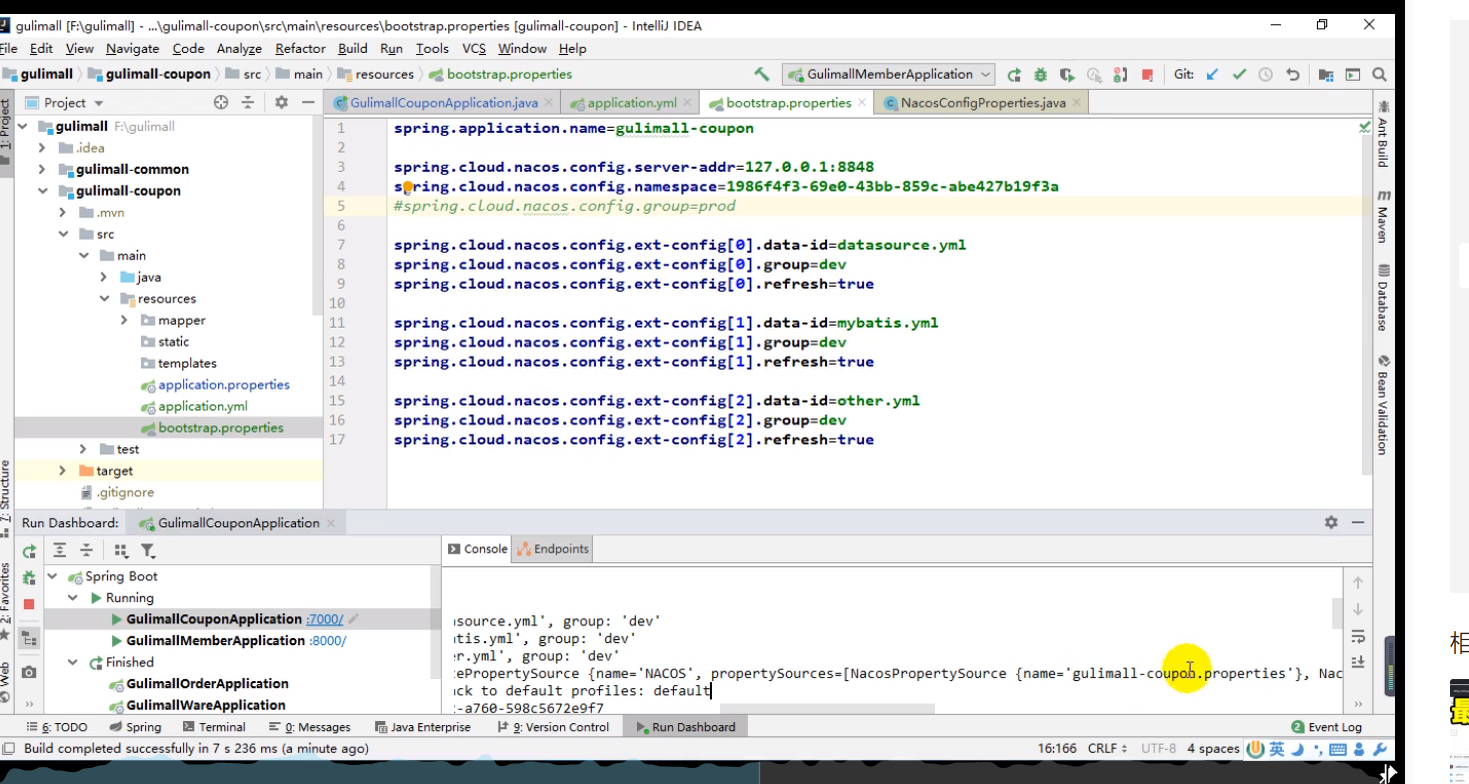 gulimall [F:\gulimall] - ...\gulimall-coupon\src\main\resources\bootstrap.properties [gulimall-coupon] - IntelliJ IDEA
File Edit View Navigate Code Analyze Refactor Build Run Tools VCS Window Help
gulimall gulimall-coupon src main resources bootstrap.properties GulimallMemberApplication Git:
Project GulimallCouponApplication.java application.yml bootstrap.properties NacosConfigProperties.java
1: Project
gulimall F:\gulimall
.idea
gulimall-common
gulimall-coupon
.mvn
src
main
java
resources
mapper
static
templates
application.properties
application.yml
bootstrap.properties
test
target
.gitignore
1 spring.application.name=gulimall-coupon
2
3 spring.cloud.nacos.config.server-addr=127.0.0.1:8848
4 spring.cloud.nacos.config.namespace=1986f4f3-69e0-43bb-859c-abe427b19f3a
5 #spring.cloud.nacos.config.group=prod
6
7 spring.cloud.nacos.config.ext-config[0].data-id=datasource.yml
8 spring.cloud.nacos.config.ext-config[0].group=dev
9 spring.cloud.nacos.config.ext-config[0].refresh=true
10
11 spring.cloud.nacos.config.ext-config[1].data-id=mybatis.yml
12 spring.cloud.nacos.config.ext-config[1].group=dev
13 spring.cloud.nacos.config.ext-config[1].refresh=true
14
15 spring.cloud.nacos.config.ext-config[2].data-id=other.yml
16 spring.cloud.nacos.config.ext-config[2].group=dev
17 spring.cloud.nacos.config.ext-config[2].refresh=true
Ant Build
Maven
Database
Bean Validation
7: Structure
2: Favorites
Web
Run Dashboard: GulimallCouponApplication
Console Endpoints
Spring Boot
Running
GulimallCouponApplication :7000/
GulimallMemberApplication :8000/
Finished
GulimallOrderApplication
GulimallWareApplication
asource.yml', group: 'dev'
atis.yml', group: 'dev'
er.yml', group: 'dev'
tePropertySource {name='NACOS', propertySources=[NacosPropertySource {name='gulimall-coupon.properties'}, Nac
ack to default profiles: default
-a760-598c5672e9f7
6: TODO Spring Terminal 0: Messages Java Enterprise 9: Version Control Run Dashboard 2 Event Log
Build completed successfully in 7 s 236 ms (a minute ago) 16:166 CRLF UTF-8 4 spaces 英
相
最